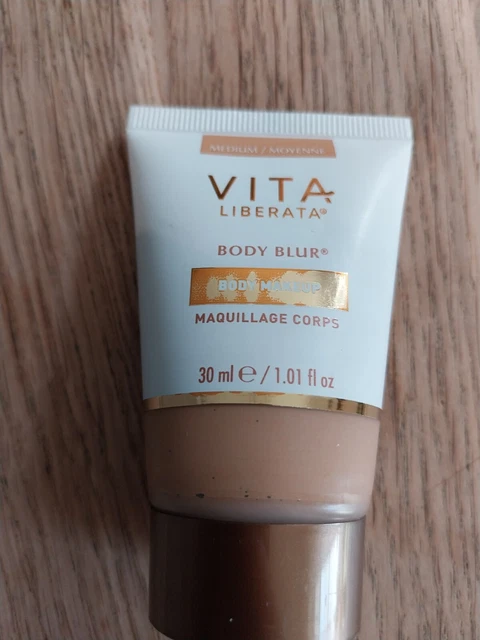 MEDIUM / MOYENNE
VITA
LIBERATA®
BODY BLUR®
BODY MAKEUP
MAQUILLAGE CORPS
30 ml ℮ / 1.01 fl oz